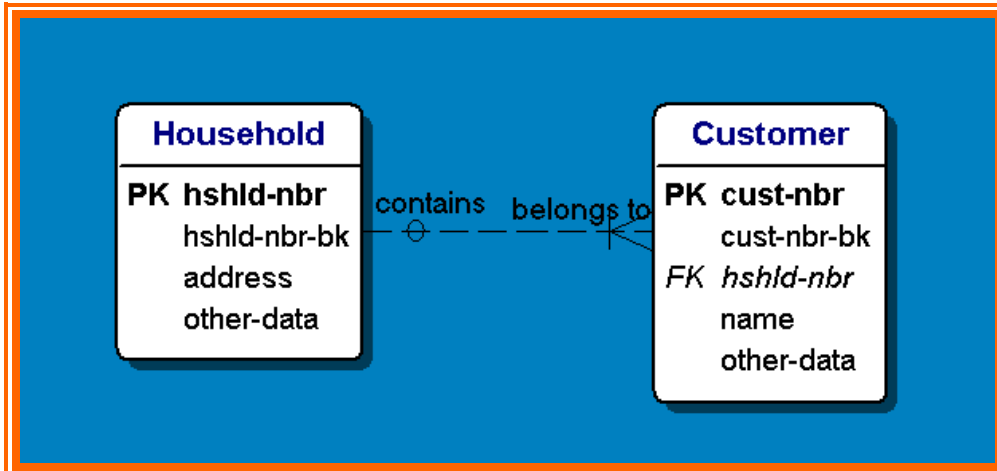 Household
PK hshld-nbr
hshld-nbr-bk
address
other-data
contains
belongs to
Customer
PK cust-nbr
cust-nbr-bk
FK hshld-nbr
name
other-data